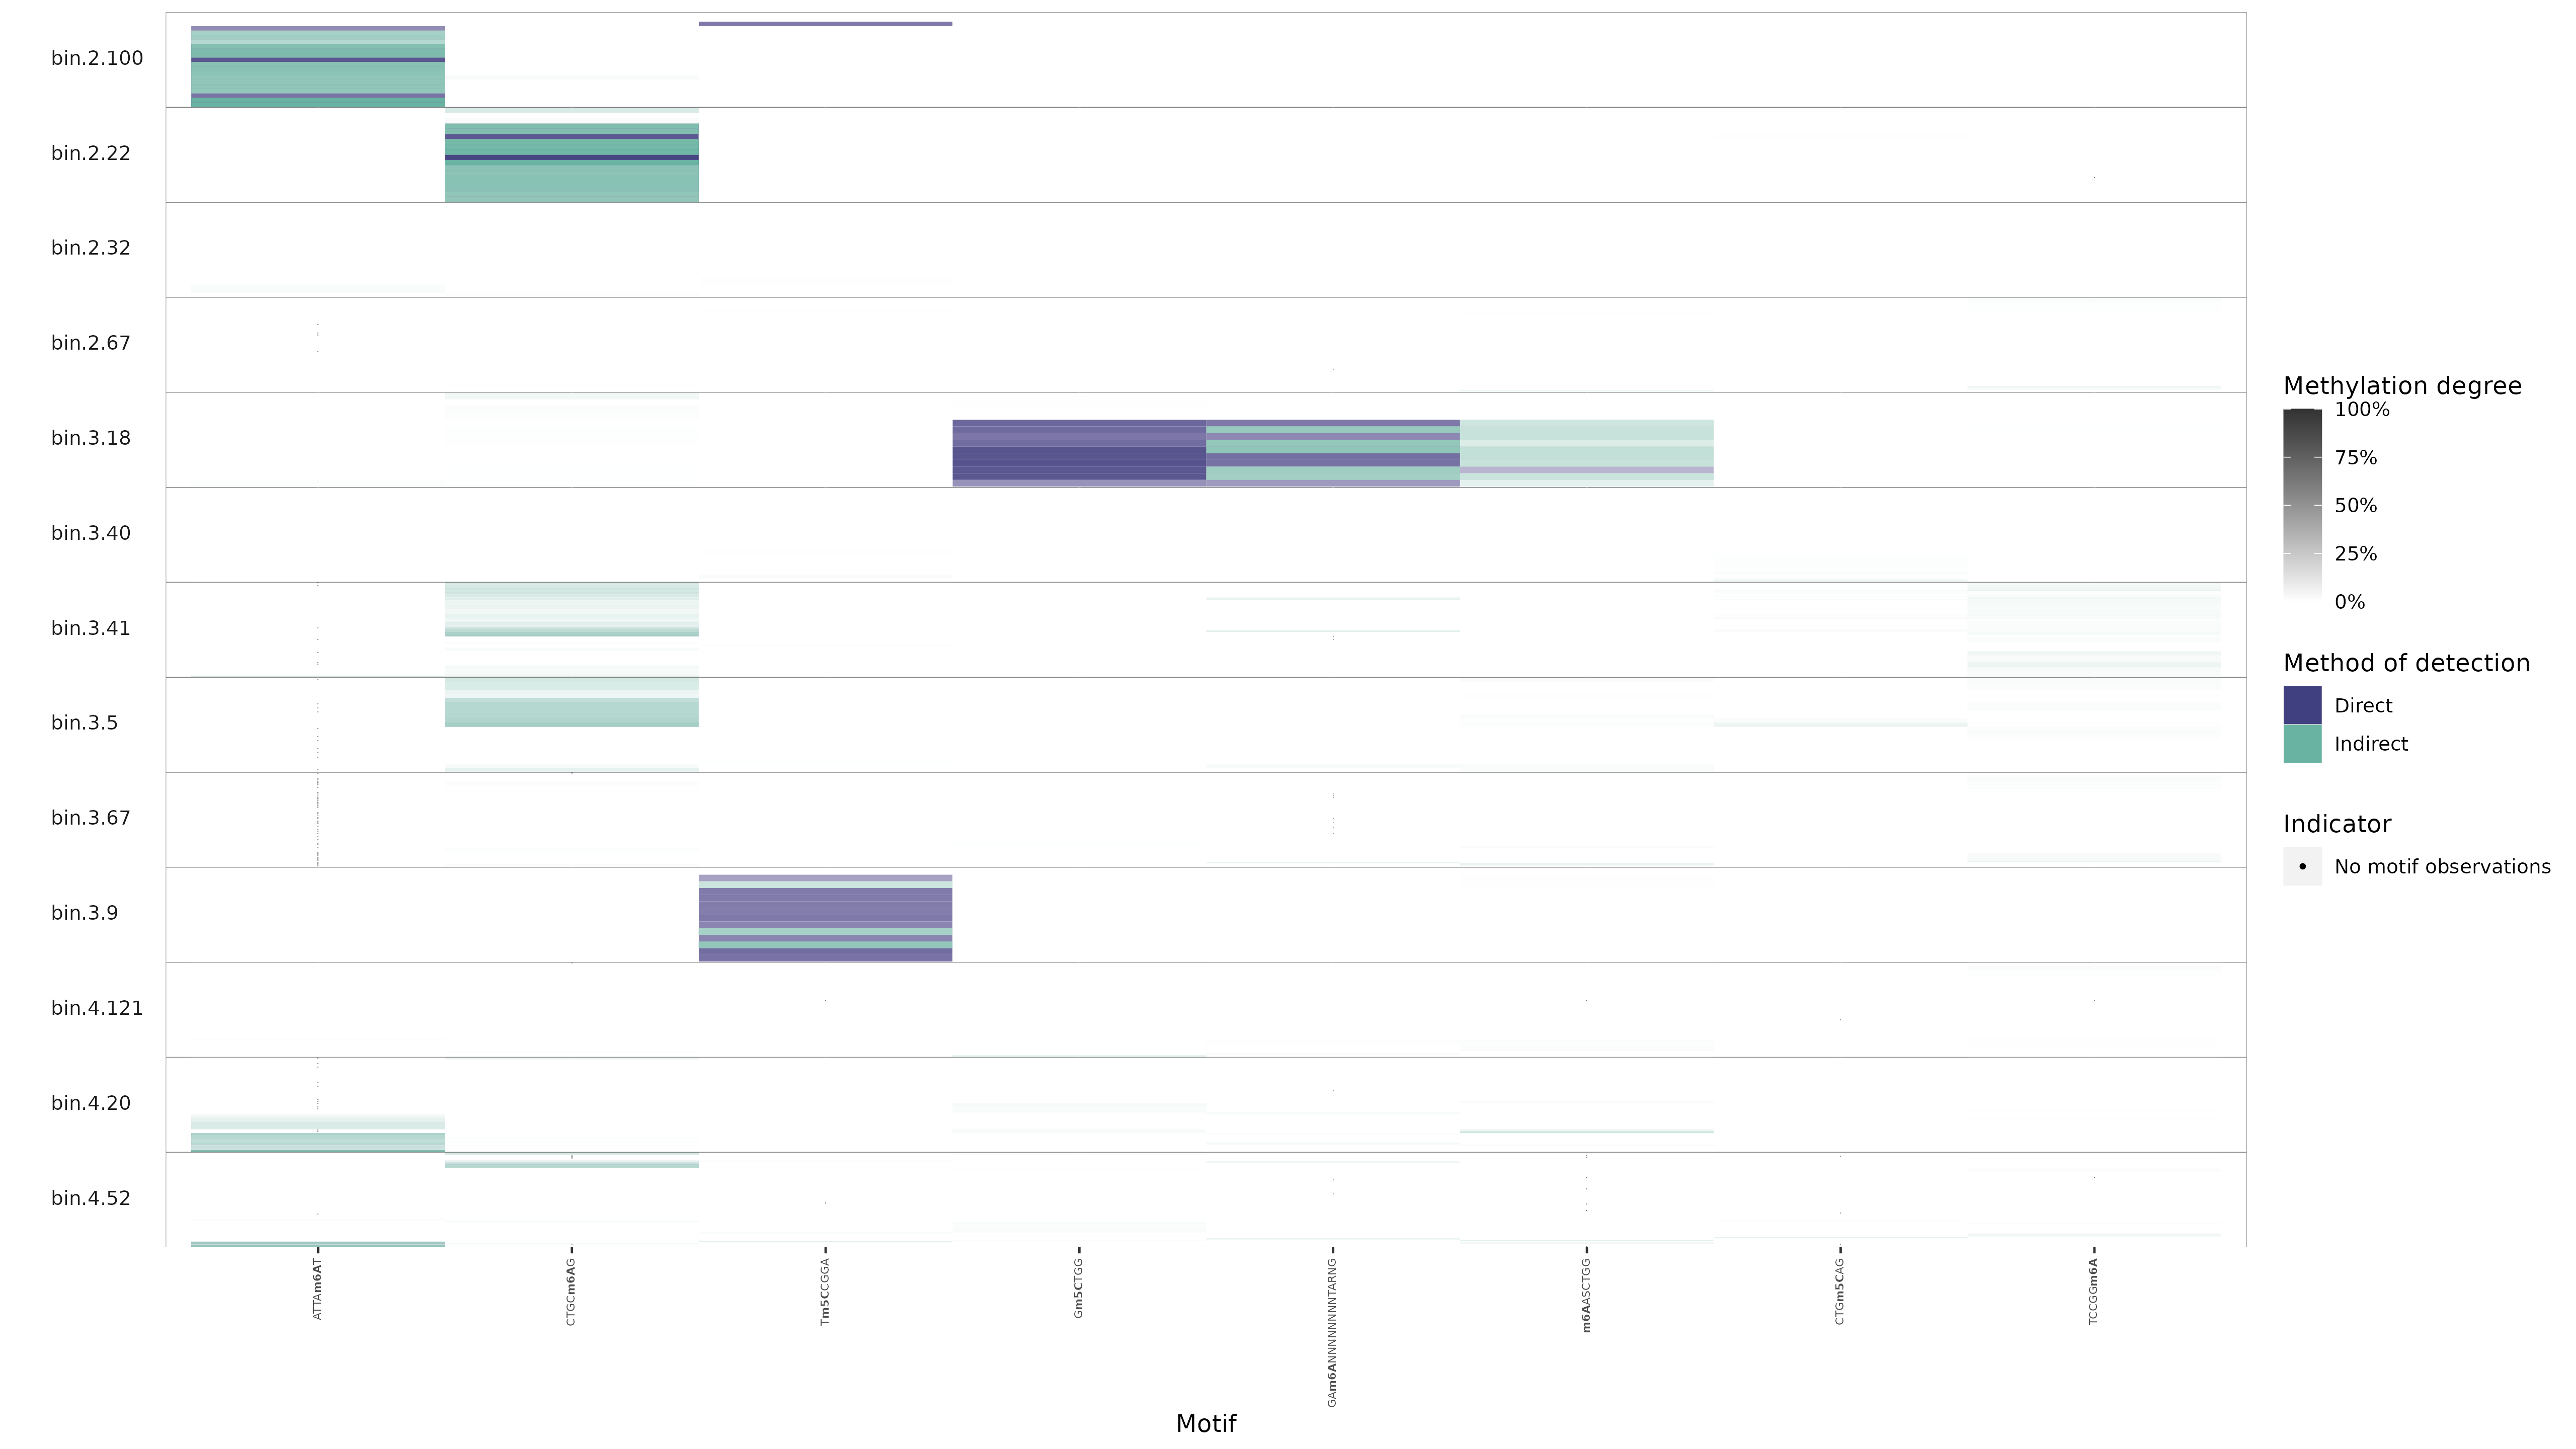 bin.2.100
bin.2.22
bin.2.32
bin.2.67
bin.3.18
bin.3.40
bin.3.41
bin.3.5
bin.3.67
bin.3.9
bin.4.121
bin.4.20
bin.4.52
ATTAm6AT
CTGCm6AG
Tm5CCGGA
Gm5CTGG
GAm6ANNNNNNNNTARNG
m6AASCTGG
CTGm5CAG
TCCGGm6A
Motif
Methylation degree
100%
75%
50%
25%
0%
Method of detection
Direct
Indirect
Indicator
No motif observations